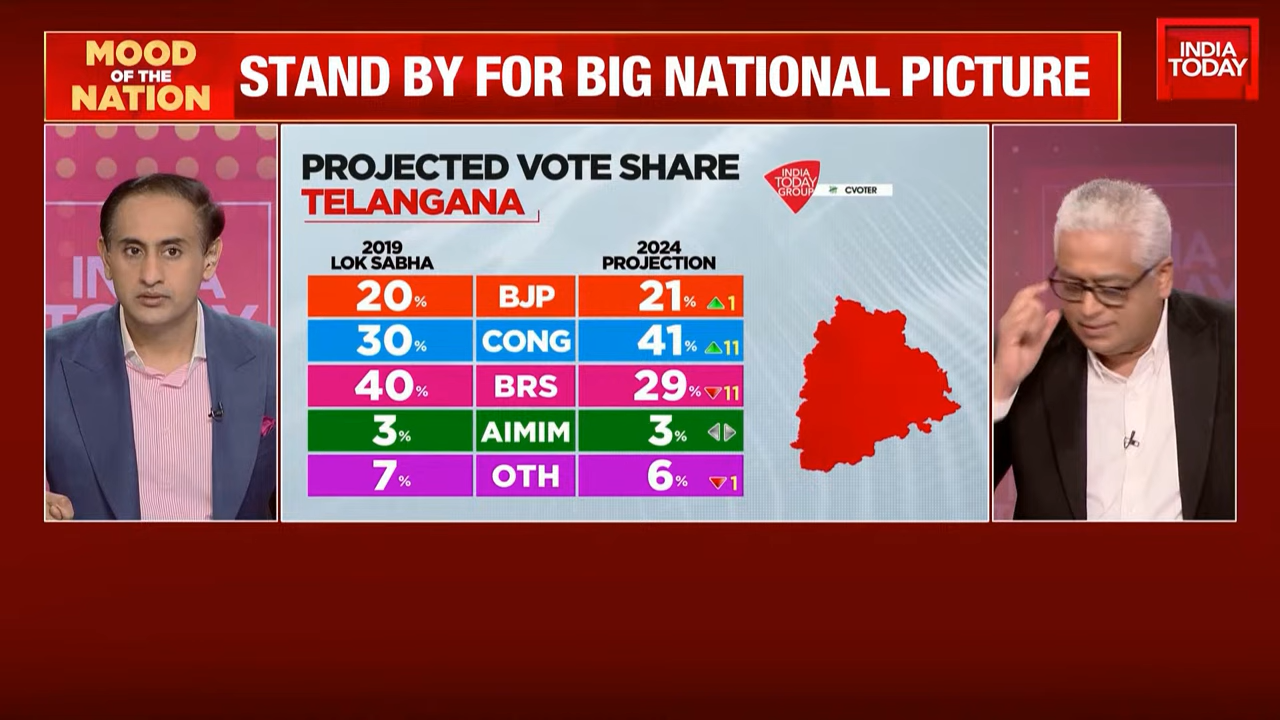 MOOD
OF THE
NATION
STAND BY FOR BIG NATIONAL PICTURE
INDIA
TODAY
PROJECTED VOTE SHARE
TELANGANA
INDIA
TODAY
GROUP
CVOTER
2019
LOK SABHA
2024
PROJECTION
20% BJP 21% 1
30% CONG 41% 11
40% BRS 29% 11
3% AIMIM 3%
7% OTH 6% 1